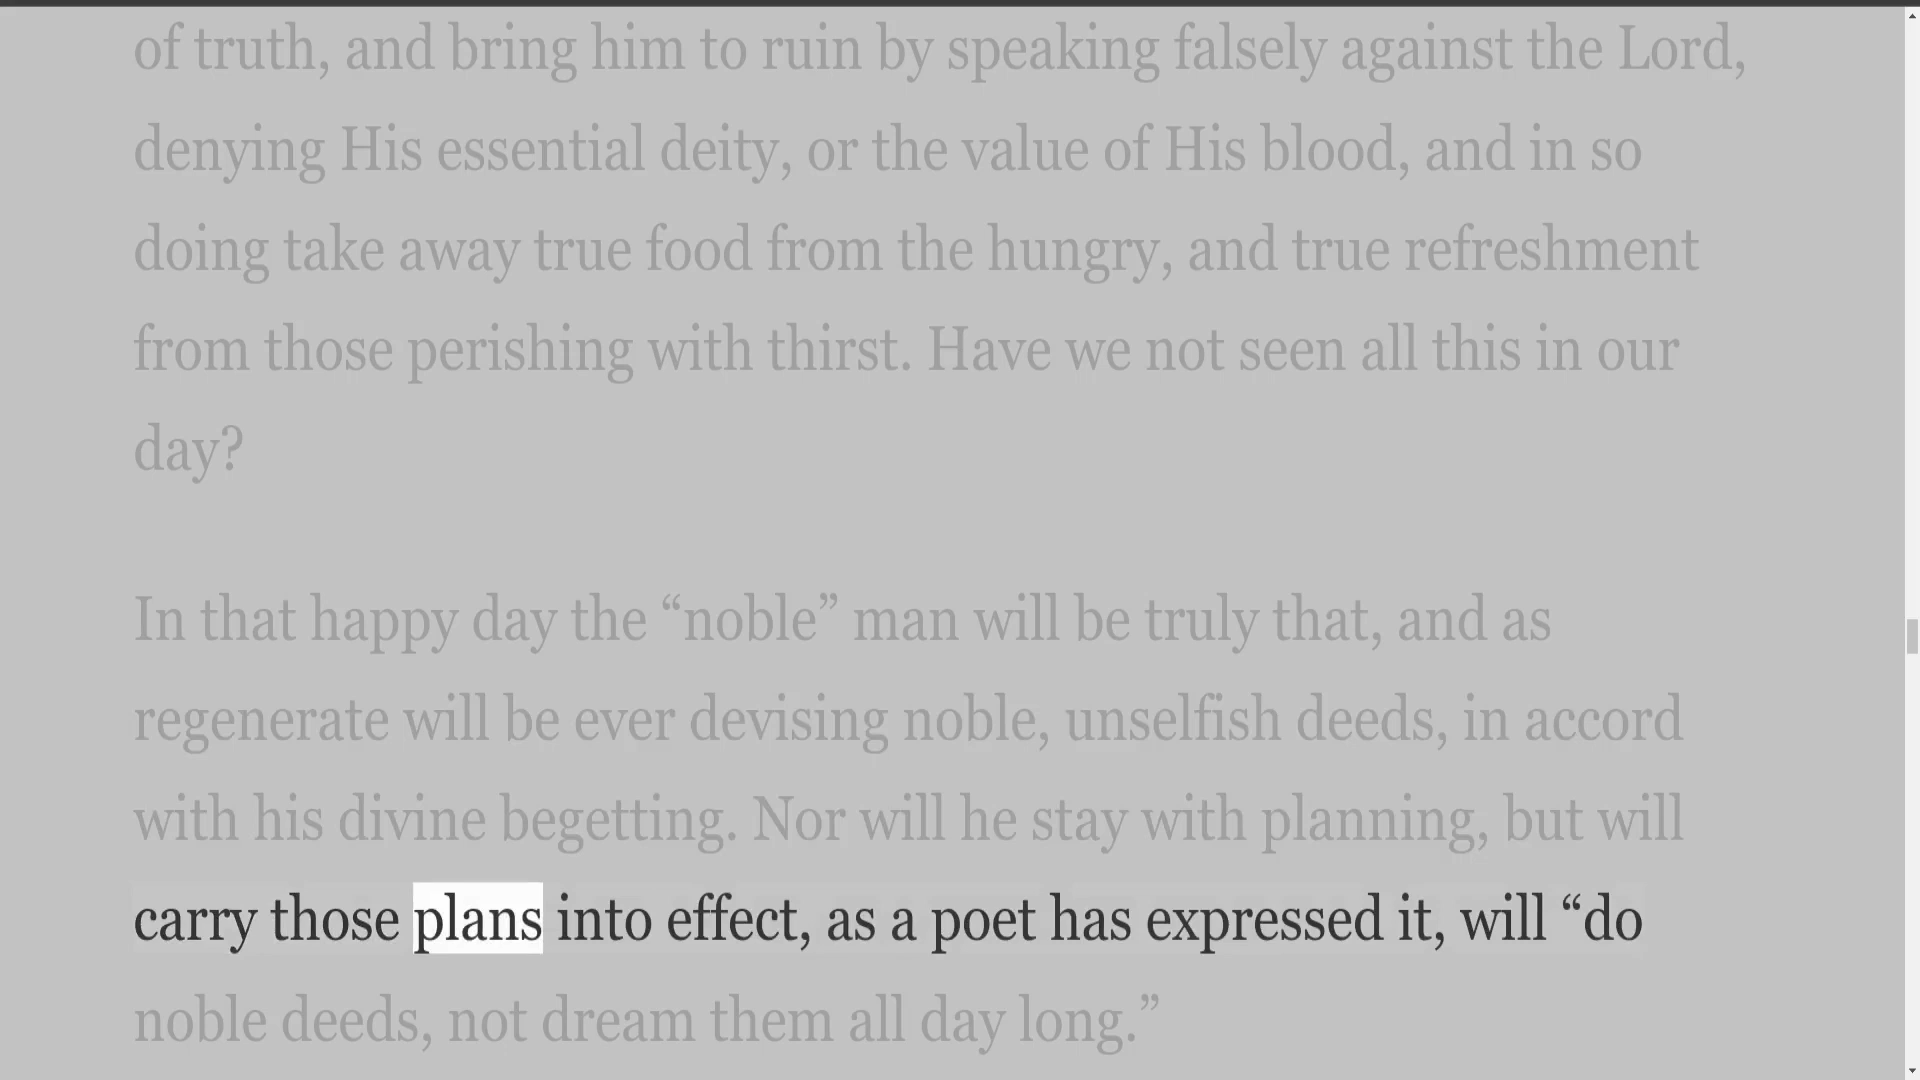 of truth, and bring him to ruin by speaking falsely against the Lord,
denying His essential deity, or the value of His blood, and in so
doing take away true food from the hungry, and true refreshment
from those perishing with thirst. Have we not seen all this in our
day?
In that happy day the “noble” man will be truly that, and as
regenerate will be ever devising noble, unselfish deeds, in accord
with his divine begetting. Nor will he stay with planning, but will
carry those plans into effect, as a poet has expressed it, will “do
noble deeds, not dream them all day long.”